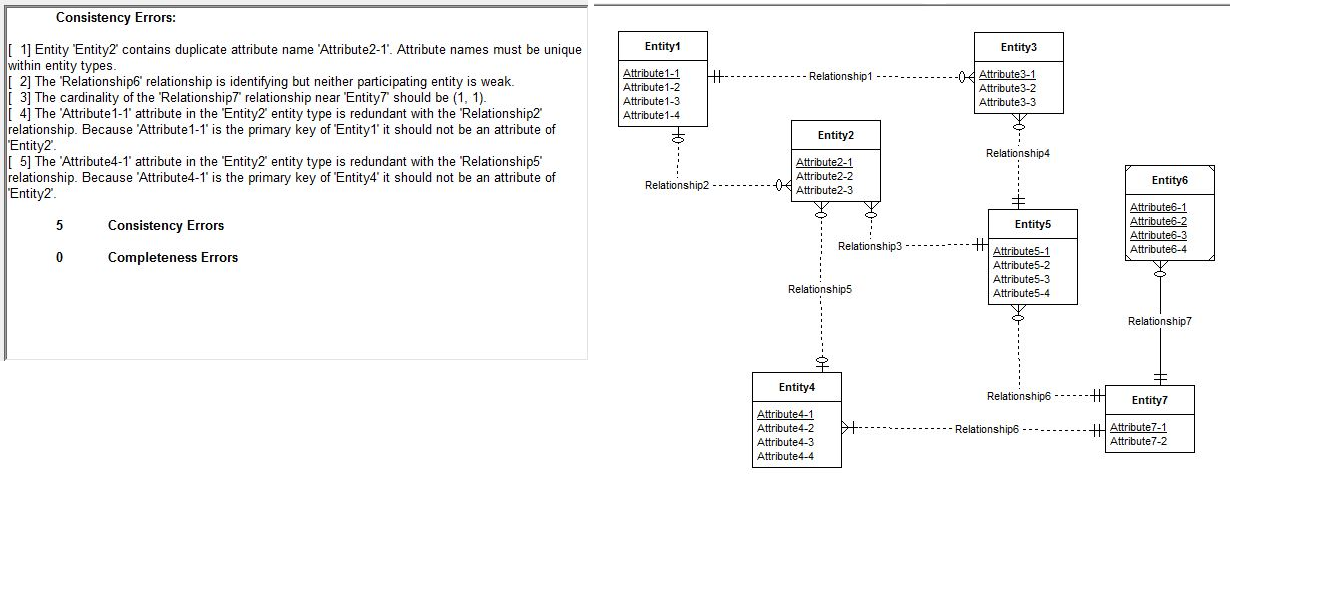 Consistency Errors:
[ 1] Entity 'Entity2' contains duplicate attribute name 'Attribute2-1'. Attribute names must be unique
within entity types.
[ 2] The 'Relationship6' relationship is identifying but neither participating entity is weak.
[ 3] The cardinality of the 'Relationship7' relationship near 'Entity7' should be (1, 1).
[ 4] The 'Attribute1-1' attribute in the 'Entity2' entity type is redundant with the 'Relationship2'
relationship. Because 'Attribute1-1' is the primary key of 'Entity1' it should not be an attribute of
'Entity2'.
[ 5] The 'Attribute4-1' attribute in the 'Entity2' entity type is redundant with the 'Relationship5'
relationship. Because 'Attribute4-1' is the primary key of 'Entity4' it should not be an attribute of
'Entity2'.
5 Consistency Errors
0 Completeness Errors
Entity1
Attribute1-1
Attribute1-2
Attribute1-3
Attribute1-4
Relationship1
Entity3
Attribute3-1
Attribute3-2
Attribute3-3
Entity2
Attribute2-1
Attribute2-2
Attribute2-3
Relationship2
Relationship4
Entity6
Attribute6-1
Attribute6-2
Attribute6-3
Attribute6-4
Entity5
Attribute5-1
Attribute5-2
Attribute5-3
Attribute5-4
Relationship3
Relationship5
Relationship7
Entity4
Attribute4-1
Attribute4-2
Attribute4-3
Attribute4-4
Relationship6
Relationship6
Entity7
Attribute7-1
Attribute7-2